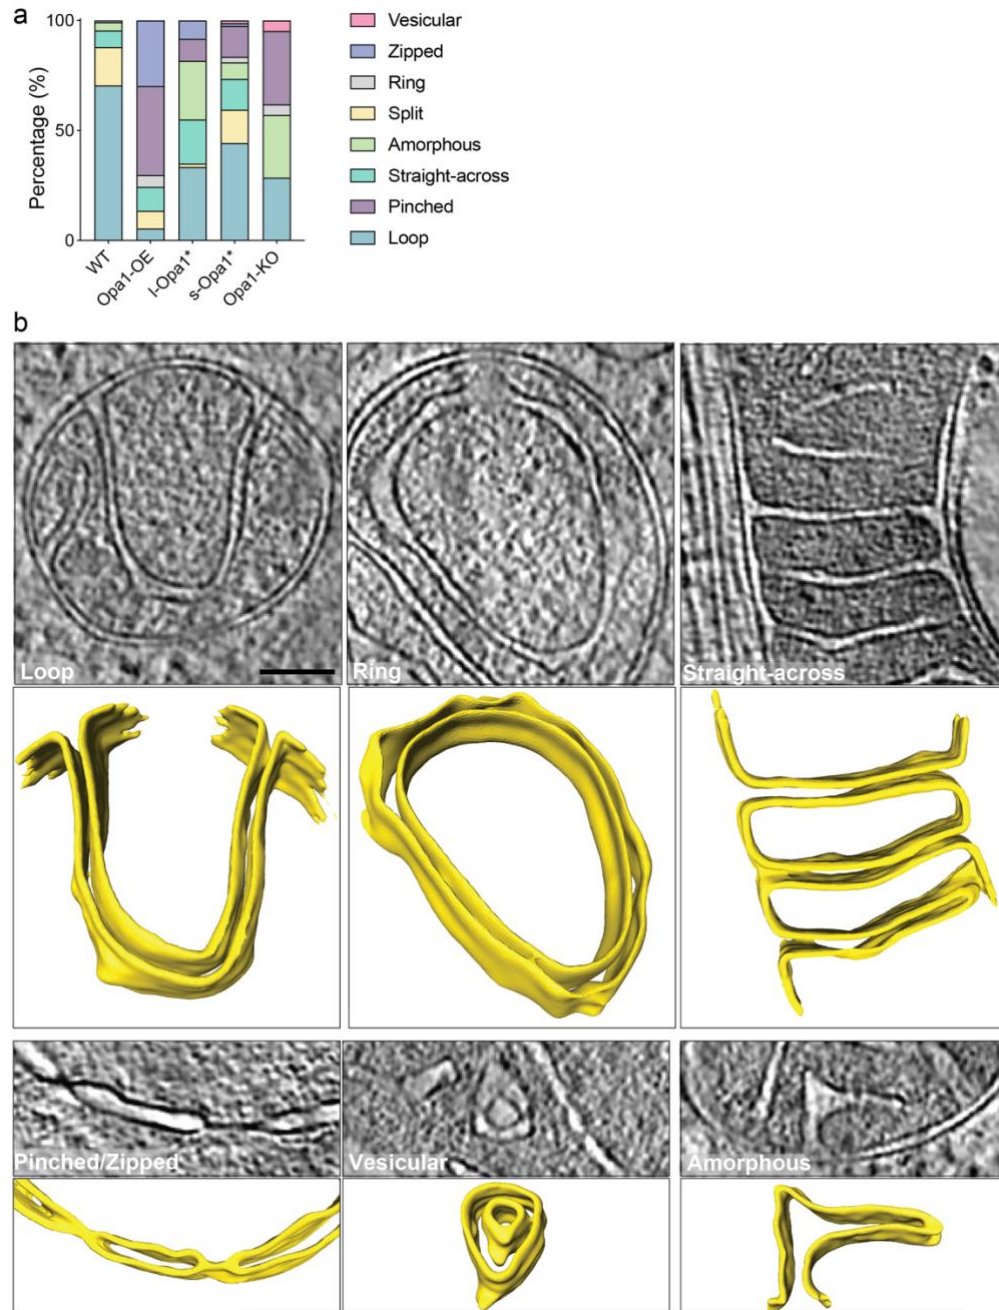 a
Percentage (%)
100
50
0
WT
Opa1-OE
l-Opa1*
s-Opa1*
Opa1-KO
Vesicular
Zipped
Ring
Split
Amorphous
Straight-across
Pinched
Loop
b
Loop
Ring
Straight-across
Pinched/Zipped
Vesicular
Amorphous